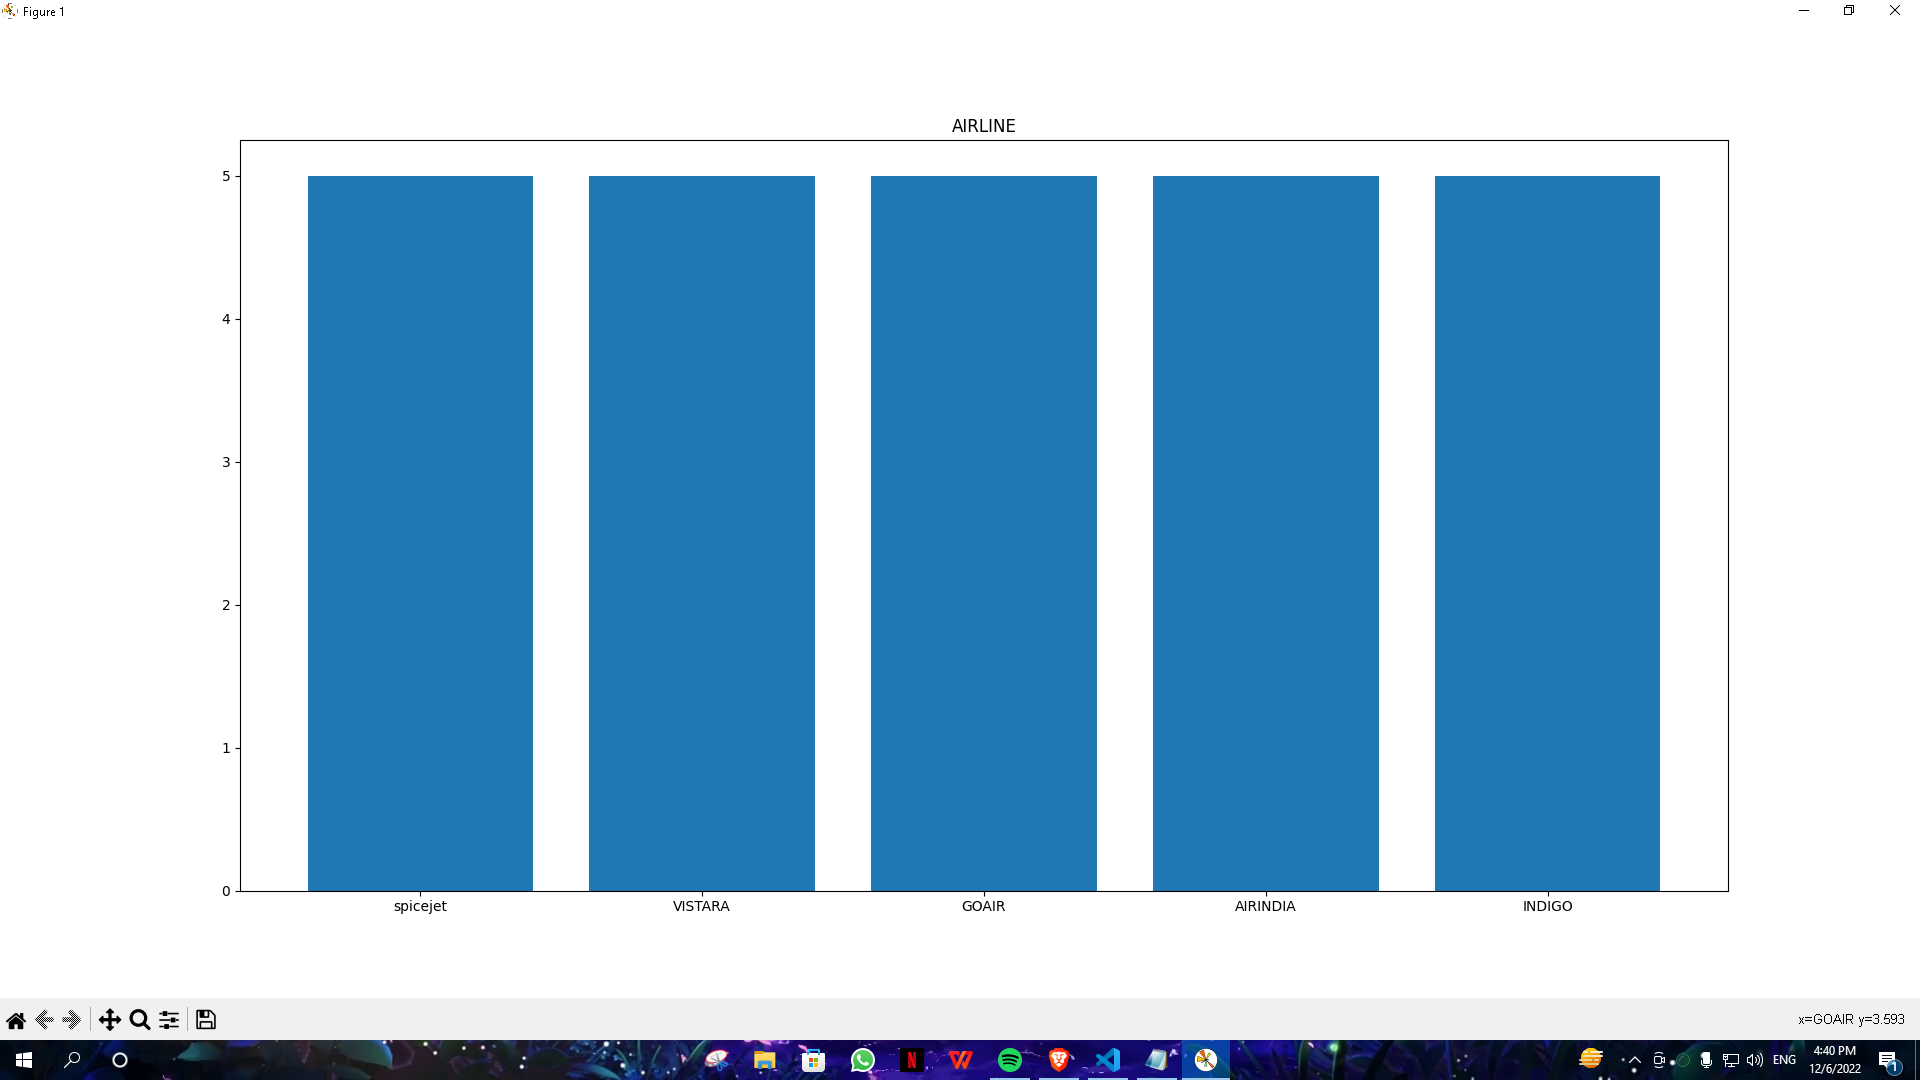 Figure 1
AIRLINE
5
4
3
2
1
0
spicejet VISTARA GOAIR AIRINDIA INDIGO
x=GOAIR y=3.593
ENG
4:40 PM
12/6/2022
1